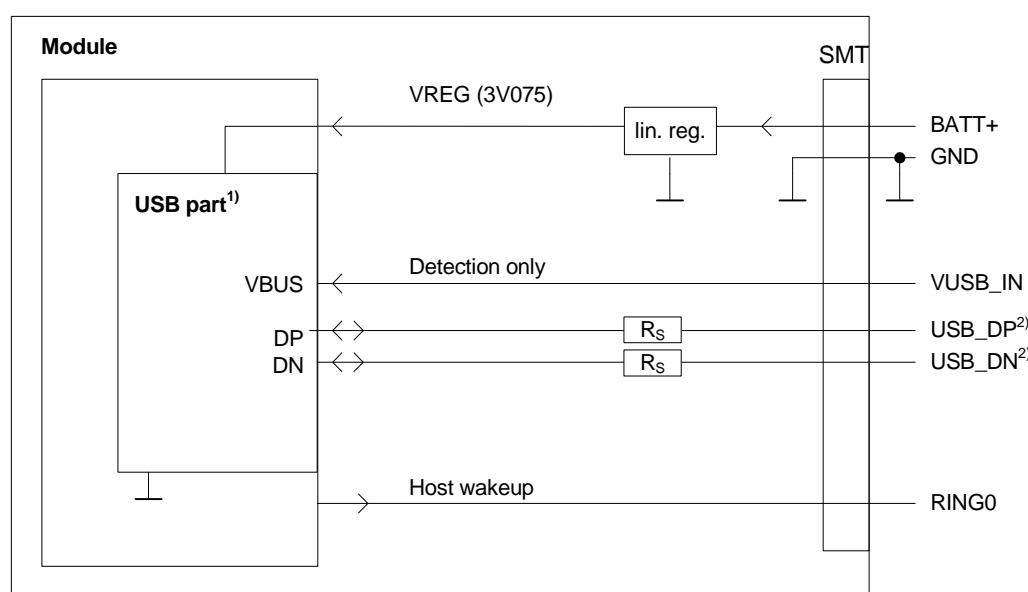 Module
SMT
VREG (3V075)
lin. reg.
BATT+
GND
USB part1)
Detection only
VBUS
VUSB_IN
DP
RS
USB_DP2)
DN
RS
USB_DN2)
Host wakeup
RING0